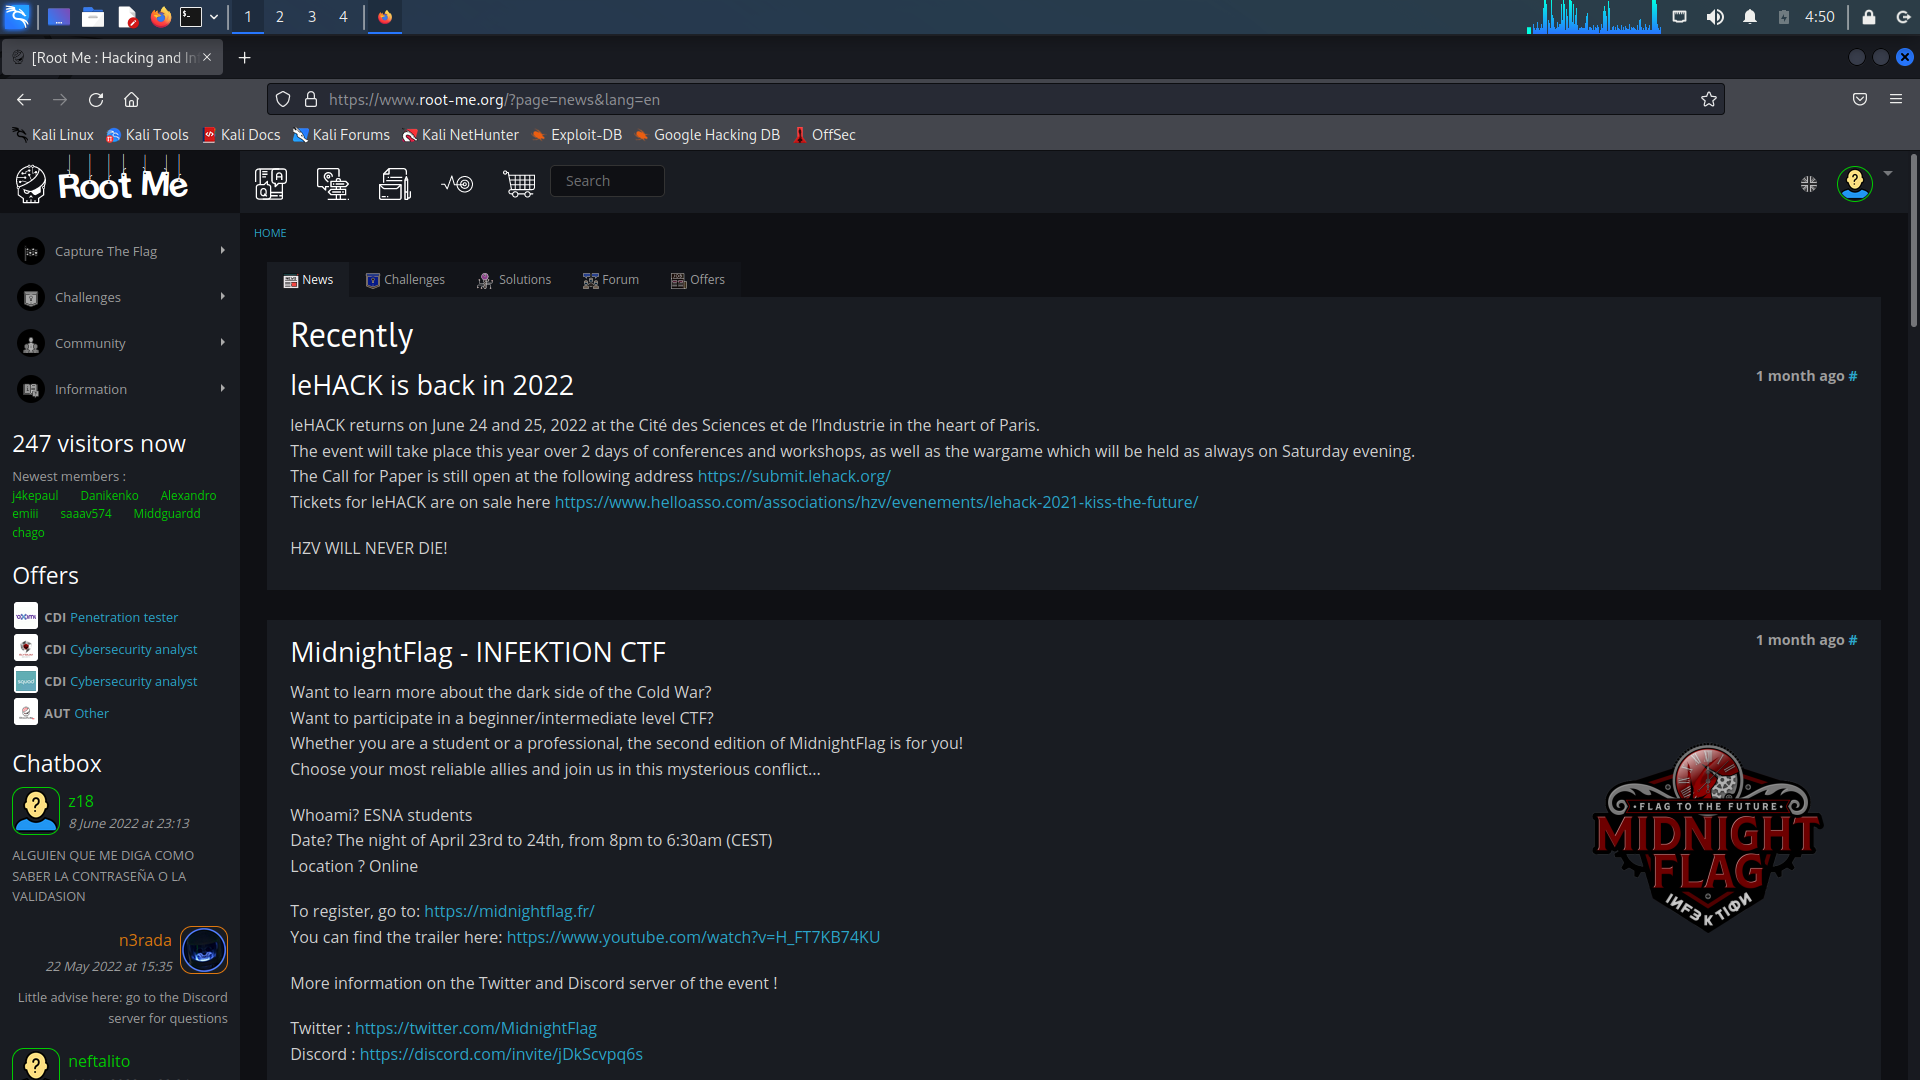 1 2 3 4 4:50
[Root Me : Hacking and In
https://www.root-me.org/?page=news&lang=en
Kali Linux Kali Tools Kali Docs Kali Forums Kali NetHunter Exploit-DB Google Hacking DB OffSec
Root Me
Search
Capture The Flag
Challenges
Community
Information
247 visitors now
Newest members :
j4kepaul Danikenko Alexandro
emiii saaav574 Middguardd
chago
Offers
CDI Penetration tester
CDI Cybersecurity analyst
CDI Cybersecurity analyst
AUT Other
Chatbox
z18
8 June 2022 at 23:13
ALGUIEN QUE ME DIGA COMO
SABER LA CONTRASEÑA O LA
VALIDASION
n3rada
22 May 2022 at 15:35
Little advise here: go to the Discord
server for questions
neftalito
HOME
News Challenges Solutions Forum Offers
Recently
leHACK is back in 2022
1 month ago #
leHACK returns on June 24 and 25, 2022 at the Cité des Sciences et de l’Industrie in the heart of Paris.
The event will take place this year over 2 days of conferences and workshops, as well as the wargame which will be held as always on Saturday evening.
The Call for Paper is still open at the following address https://submit.lehack.org/
Tickets for leHACK are on sale here https://www.helloasso.com/associations/hzv/evenements/lehack-2021-kiss-the-future/
HZV WILL NEVER DIE!
MidnightFlag - INFEKTION CTF
1 month ago #
Want to learn more about the dark side of the Cold War?
Want to participate in a beginner/intermediate level CTF?
Whether you are a student or a professional, the second edition of MidnightFlag is for you!
Choose your most reliable allies and join us in this mysterious conflict...
Whoami? ESNA students
Date? The night of April 23rd to 24th, from 8pm to 6:30am (CEST)
Location ? Online
To register, go to: https://midnightflag.fr/
You can find the trailer here: https://www.youtube.com/watch?v=H_FT7KB74KU
More information on the Twitter and Discord server of the event !
Twitter : https://twitter.com/MidnightFlag
Discord : https://discord.com/invite/jDkScvpq6s
·FLAG TO THE FUTURE·
MIDNIGHT
FLAG
INFEKTION